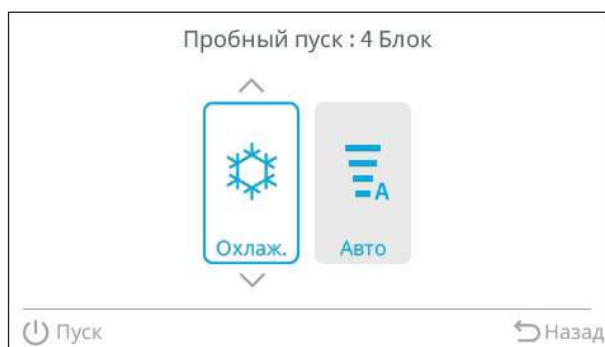 Пробный пуск : 4 Блок
A
Охлаж.
Авто
Пуск
Назад